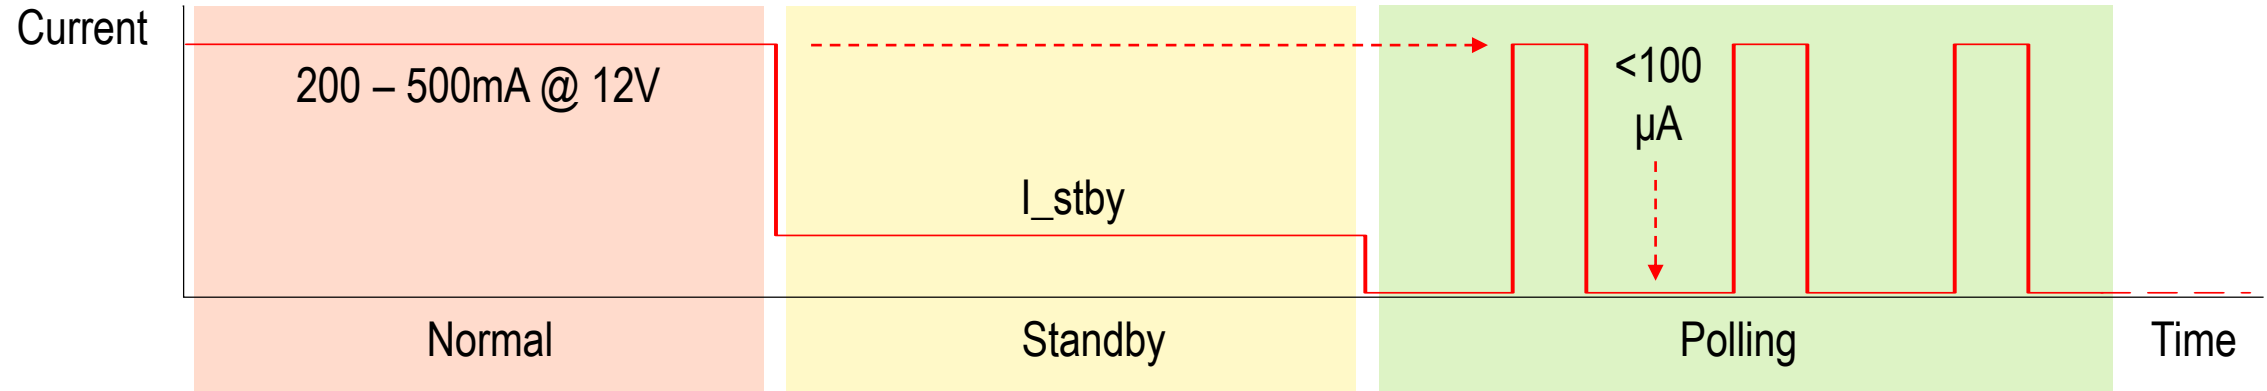 Current
200 – 500mA @ 12V
<100
µA
I_stby
Normal
Standby
Polling
Time